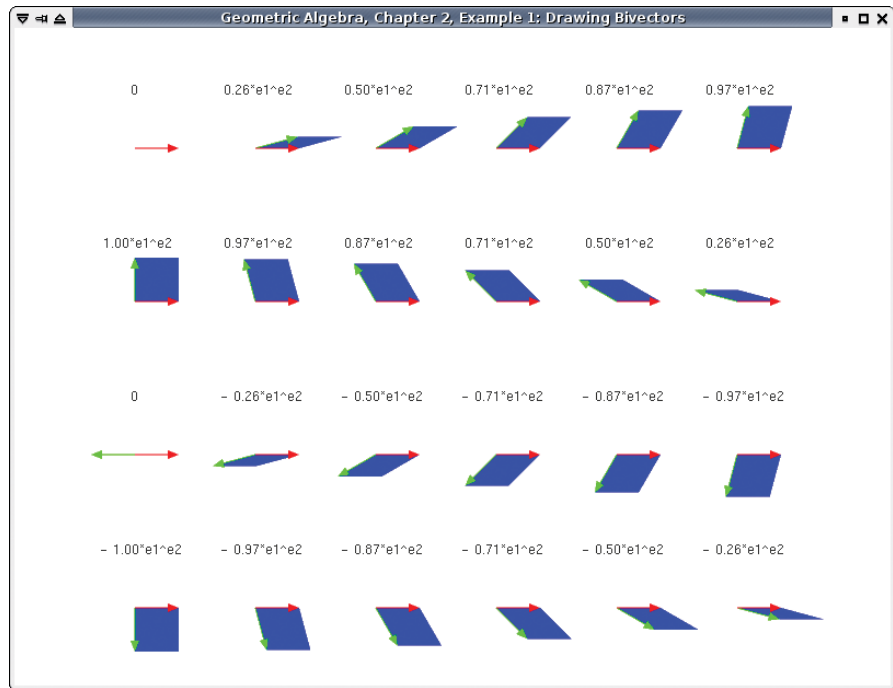 Geometric Algebra, Chapter 2, Example 1: Drawing Bivectors
0 0.26*e1^e2 0.50*e1^e2 0.71*e1^e2 0.87*e1^e2 0.97*e1^e2
1.00*e1^e2 0.97*e1^e2 0.87*e1^e2 0.71*e1^e2 0.50*e1^e2 0.26*e1^e2
0 - 0.26*e1^e2 - 0.50*e1^e2 - 0.71*e1^e2 - 0.87*e1^e2 - 0.97*e1^e2
- 1.00*e1^e2 - 0.97*e1^e2 - 0.87*e1^e2 - 0.71*e1^e2 - 0.50*e1^e2 - 0.26*e1^e2